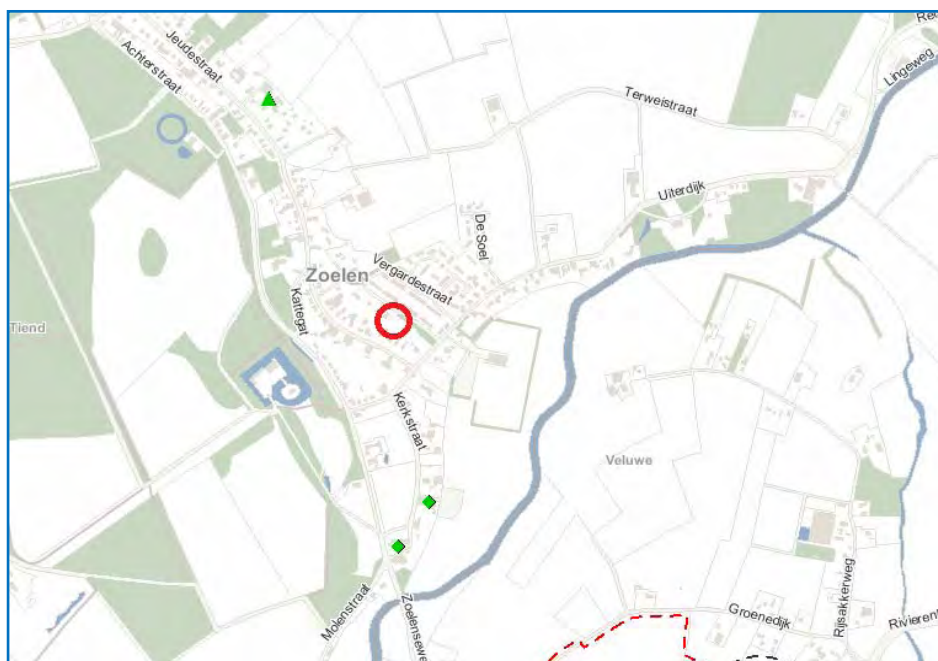 Jeudestraat
Achterstraat
Lingeweg
Terweistraat
Uiterdijk
De Soel
Zoelen
Vergardestraat
Kattegat
Tiend
Kerkstraat
Veluwe
Molenstraat
Zoelensewe
Groenedijk
Rijsakkerweg